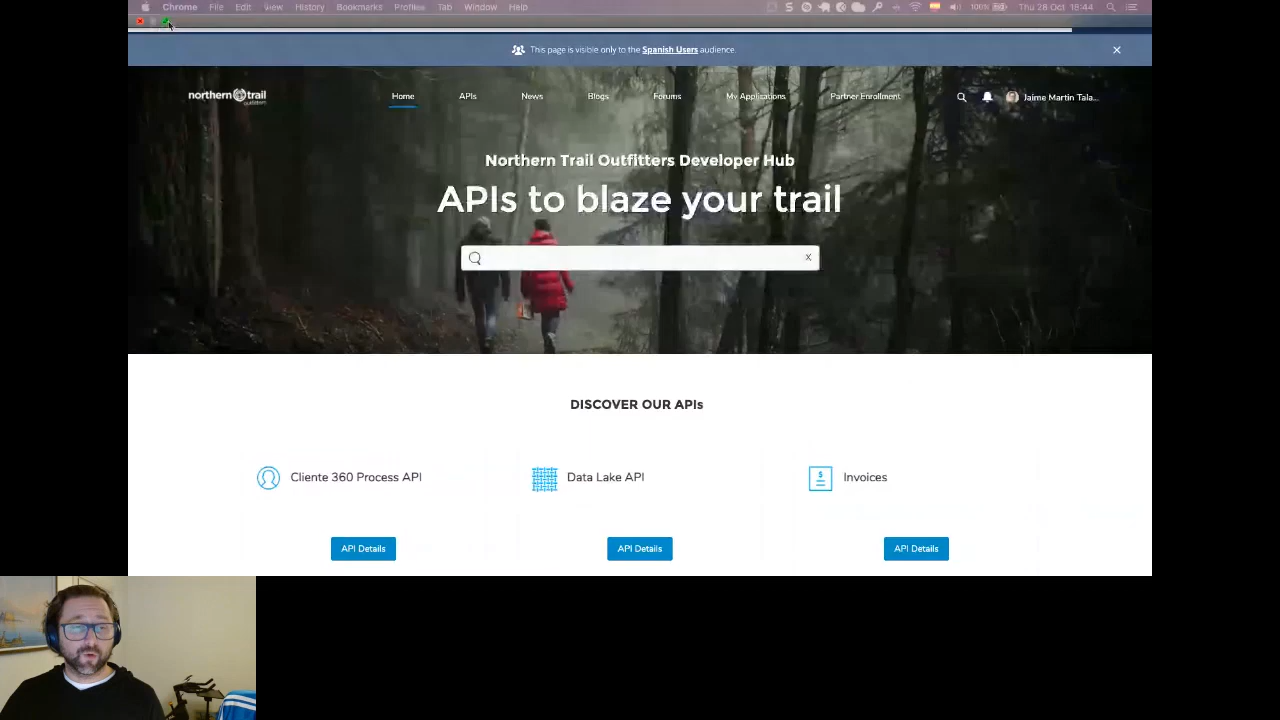 Chrome File Edit View History Bookmarks Profiles Tab Window Help 100% Thu 28 Oct 16:44
This page is visible only to the Spanish Users audience.
northern trail
outfitters
Home APIs News Blogs Forums My Applications Partner Enrollment Jaime Martin Tala...
Northern Trail Outfitters Developer Hub
APIs to blaze your trail
X
DISCOVER OUR APIs
Cliente 360 Process API Data Lake API Invoices
API Details API Details API Details